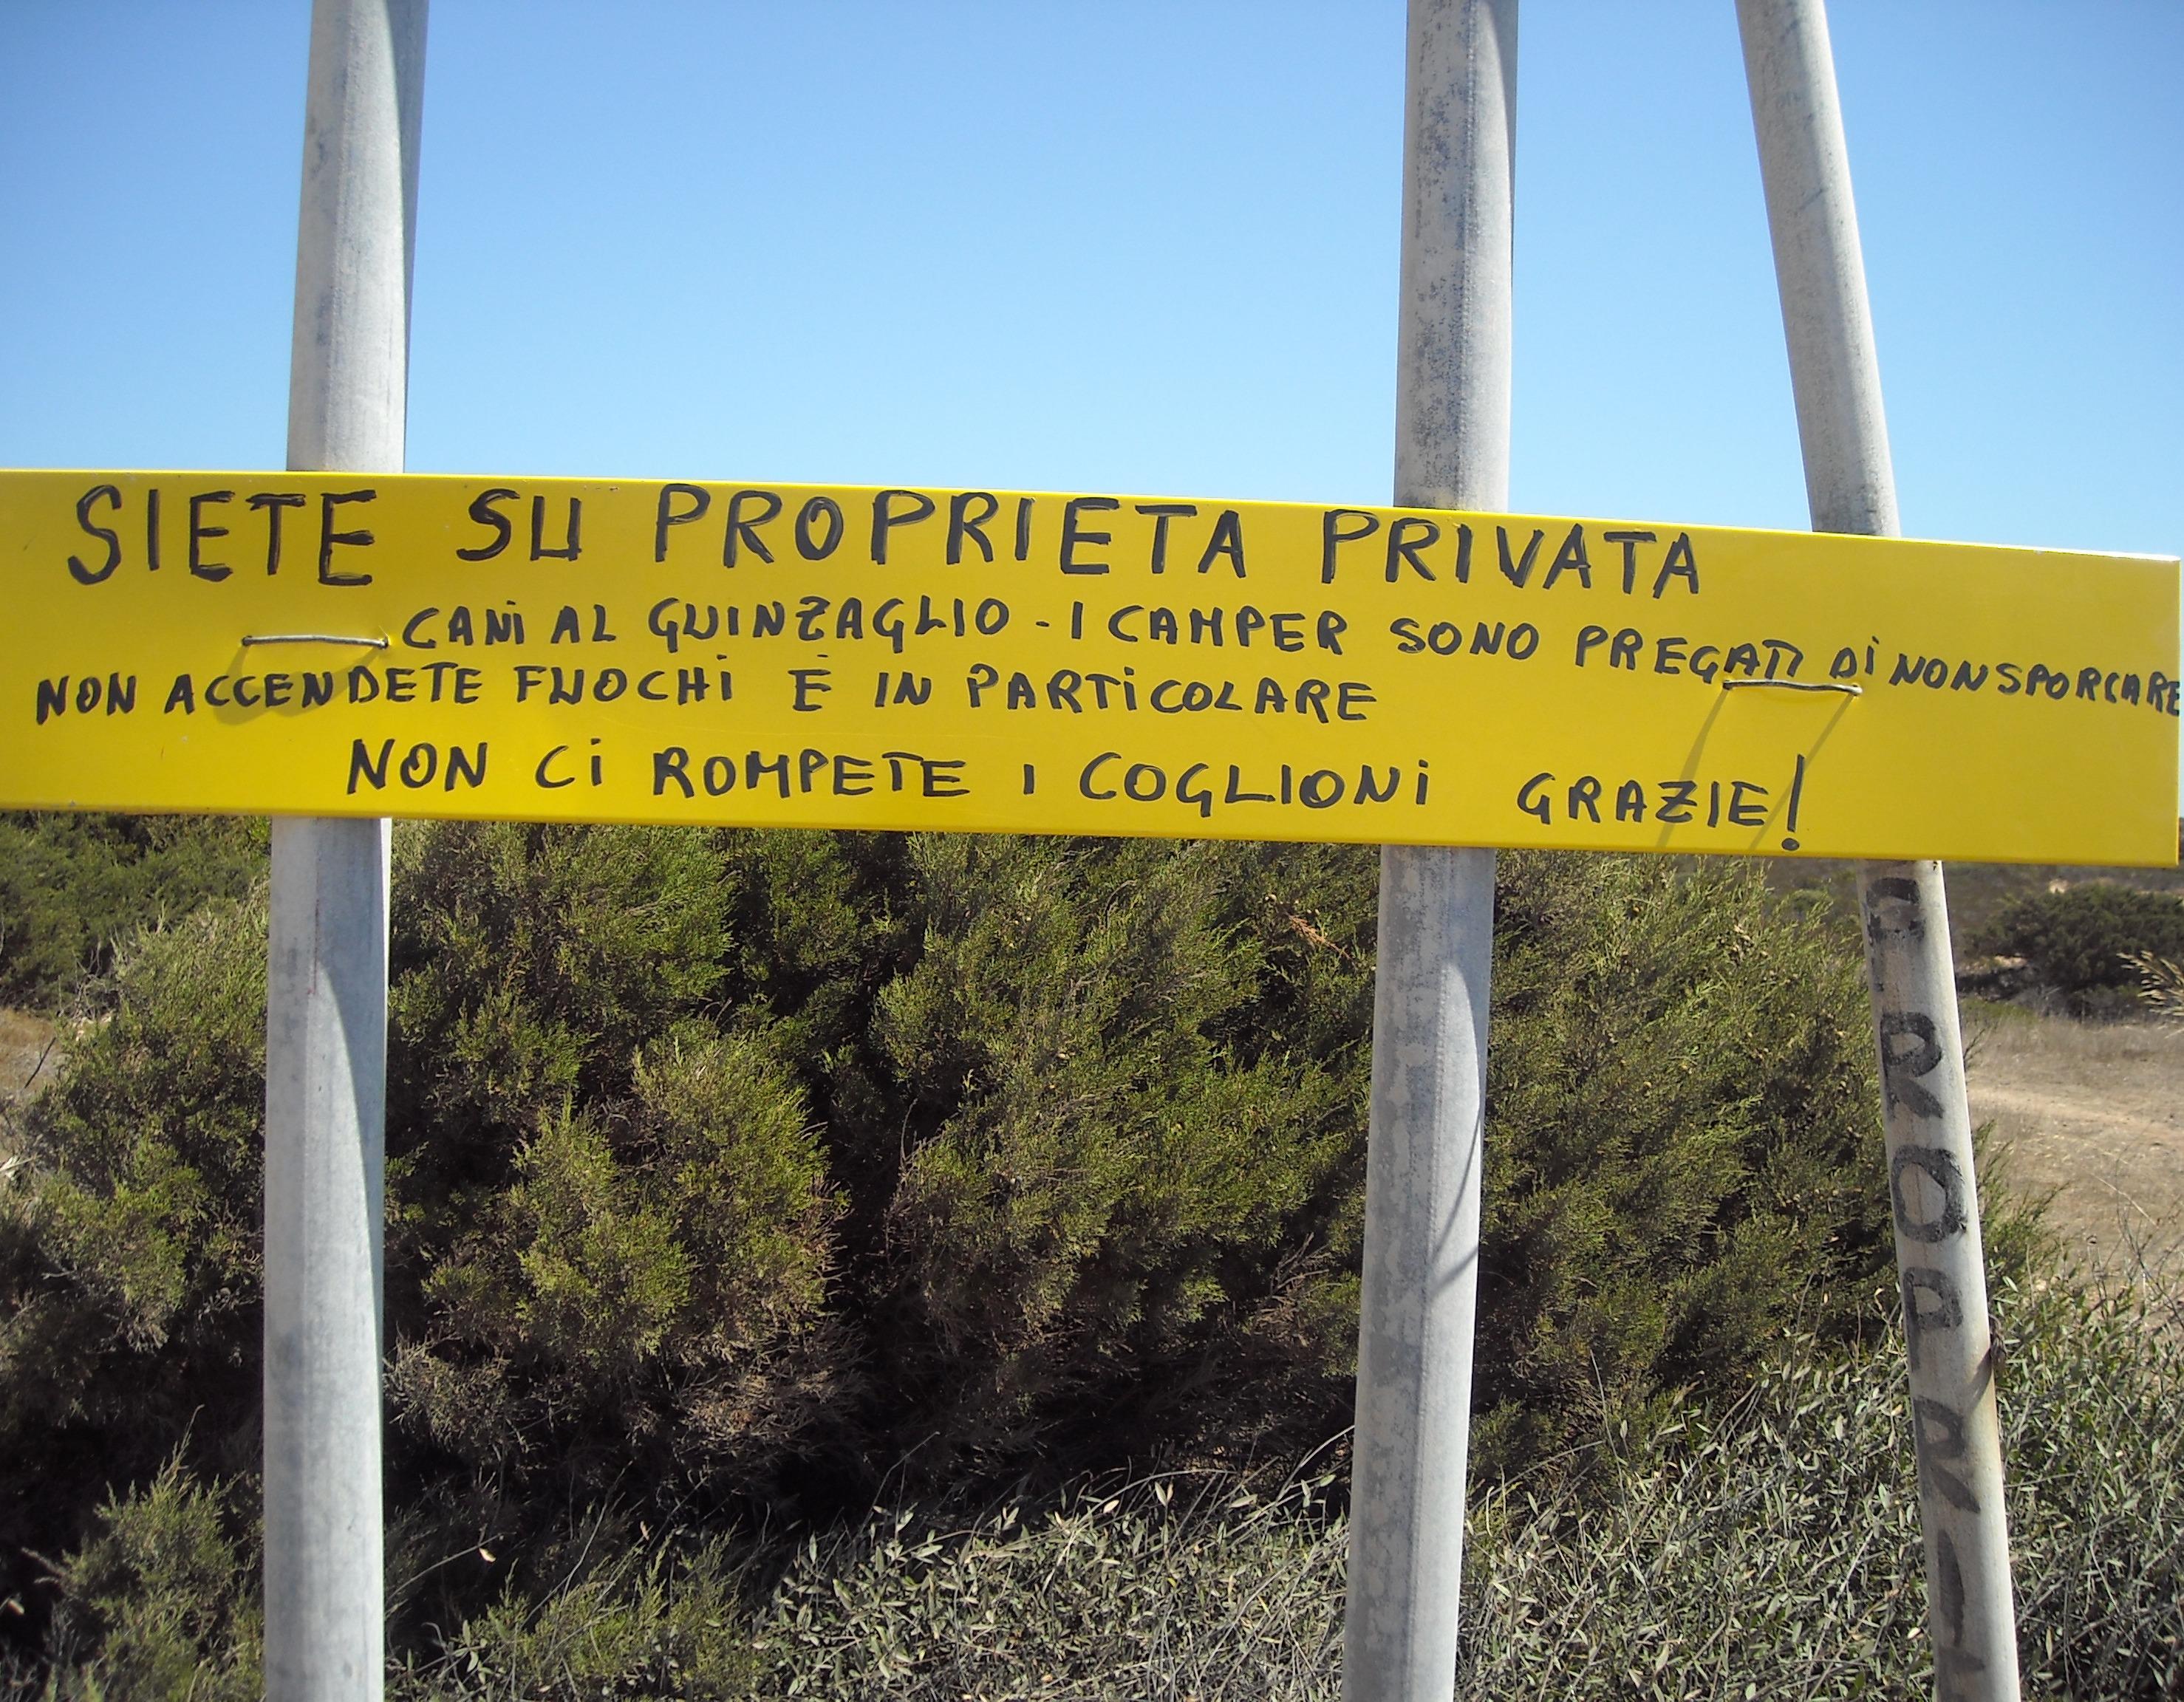 SIETE SU PROPRIETA PRIVATA
CANI AL GUINZAGLIO - I CAMPER SONO PREGATI DI NON SPORCARE
NON ACCENDETE FUOCHI E IN PARTICOLARE
NON CI ROMPETE I COGLIONI GRAZIE!
PROPRI